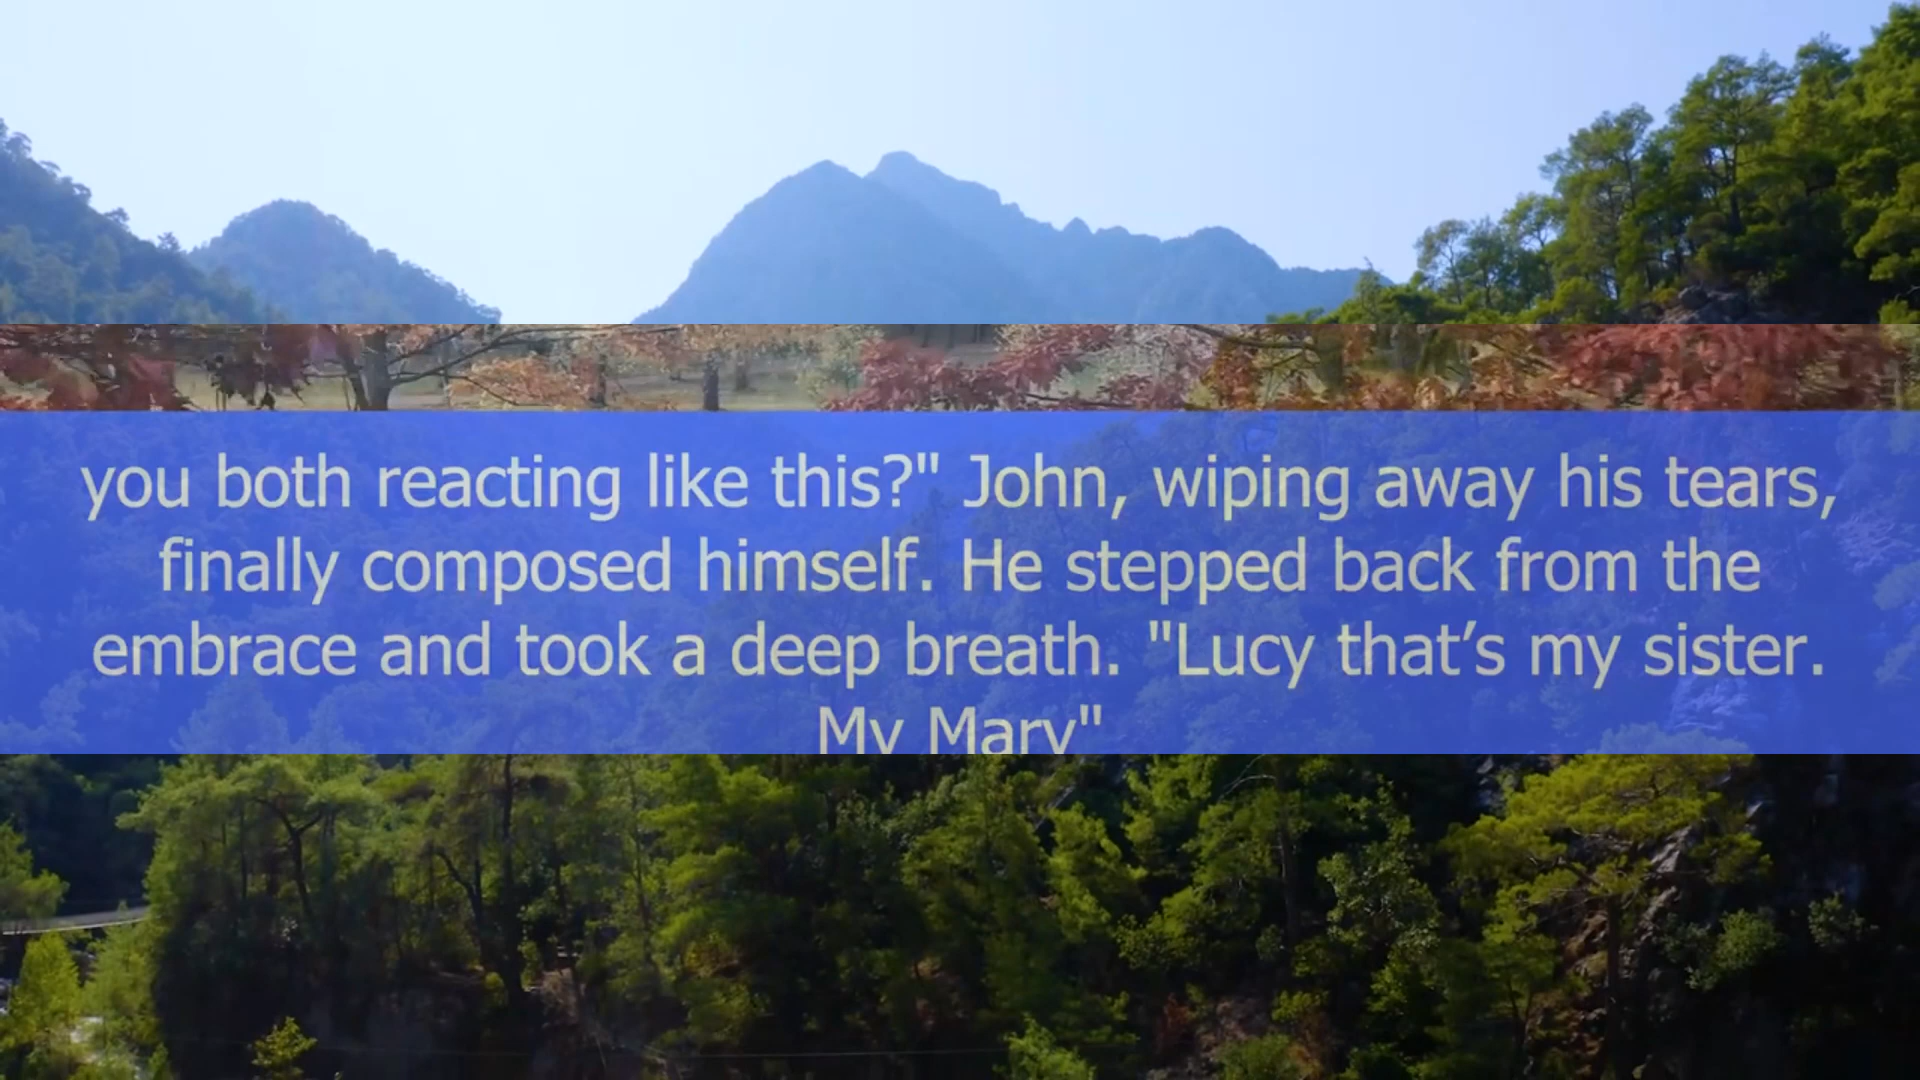 you both reacting like this?" John, wiping away his tears,
finally composed himself. He stepped back from the
embrace and took a deep breath. "Lucy that’s my sister.
My Mary"